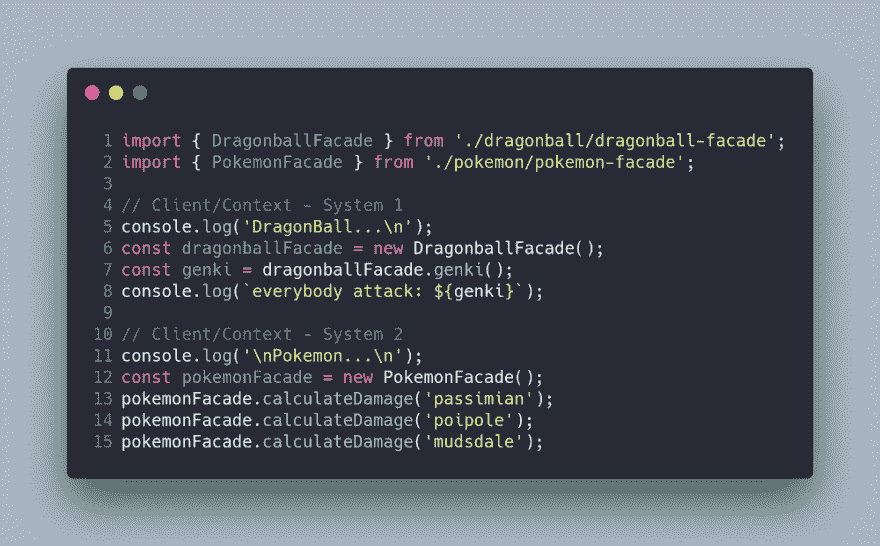 1 import { DragonballFacade } from './dragonball/dragonball-facade';
2 import { PokemonFacade } from './pokemon/pokemon-facade';
3
4 // Client/Context - System 1
5 console.log('DragonBall...\n');
6 const dragonballFacade = new DragonballFacade();
7 const genki = dragonballFacade.genki();
8 console.log(`everybody attack: ${genki}`);
9
10 // Client/Context - System 2
11 console.log('\nPokemon...\n');
12 const pokemonFacade = new PokemonFacade();
13 pokemonFacade.calculateDamage('passimian');
14 pokemonFacade.calculateDamage('poipole');
15 pokemonFacade.calculateDamage('mudsdale');